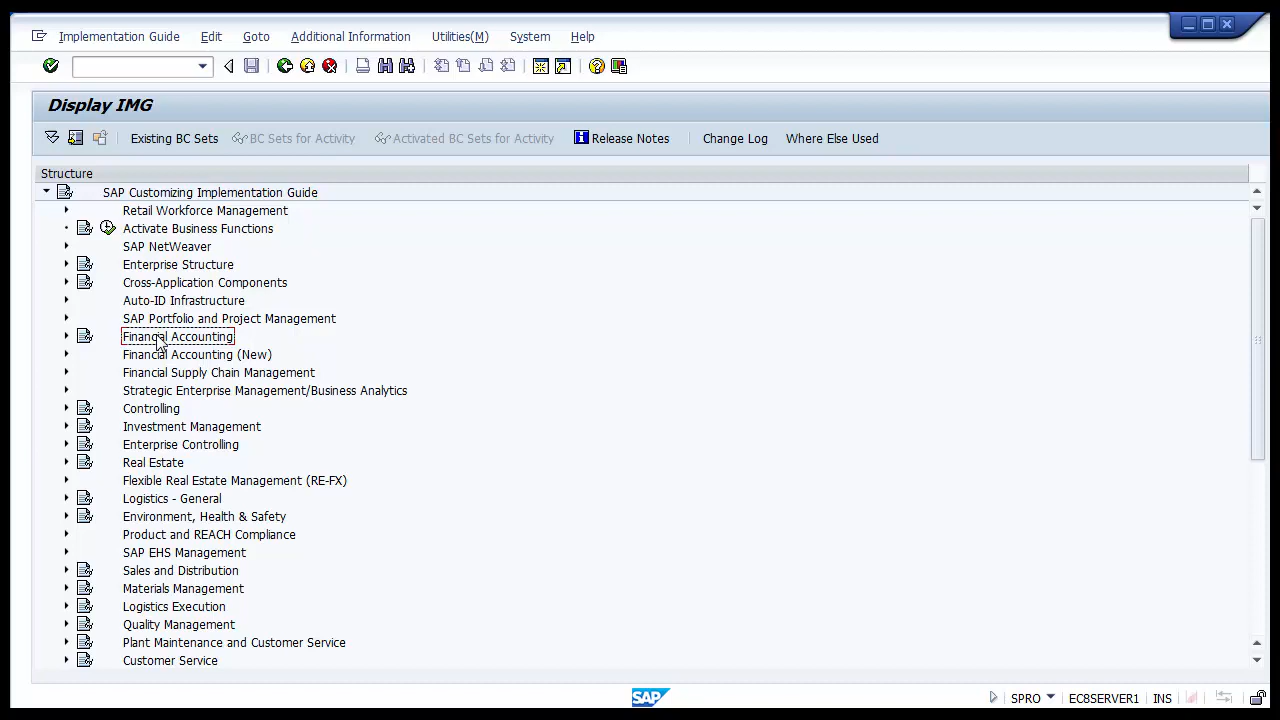 Implementation Guide Edit Goto Additional Information Utilities(M) System Help
Display IMG
Existing BC Sets BC Sets for Activity Activated BC Sets for Activity Release Notes Change Log Where Else Used
Structure
SAP Customizing Implementation Guide
Retail Workforce Management
Activate Business Functions
SAP NetWeaver
Enterprise Structure
Cross-Application Components
Auto-ID Infrastructure
SAP Portfolio and Project Management
Financial Accounting
Financial Accounting (New)
Financial Supply Chain Management
Strategic Enterprise Management/Business Analytics
Controlling
Investment Management
Enterprise Controlling
Real Estate
Flexible Real Estate Management (RE-FX)
Logistics - General
Environment, Health & Safety
Product and REACH Compliance
SAP EHS Management
Sales and Distribution
Materials Management
Logistics Execution
Quality Management
Plant Maintenance and Customer Service
Customer Service
SAP SPRO EC8SERVER1 INS